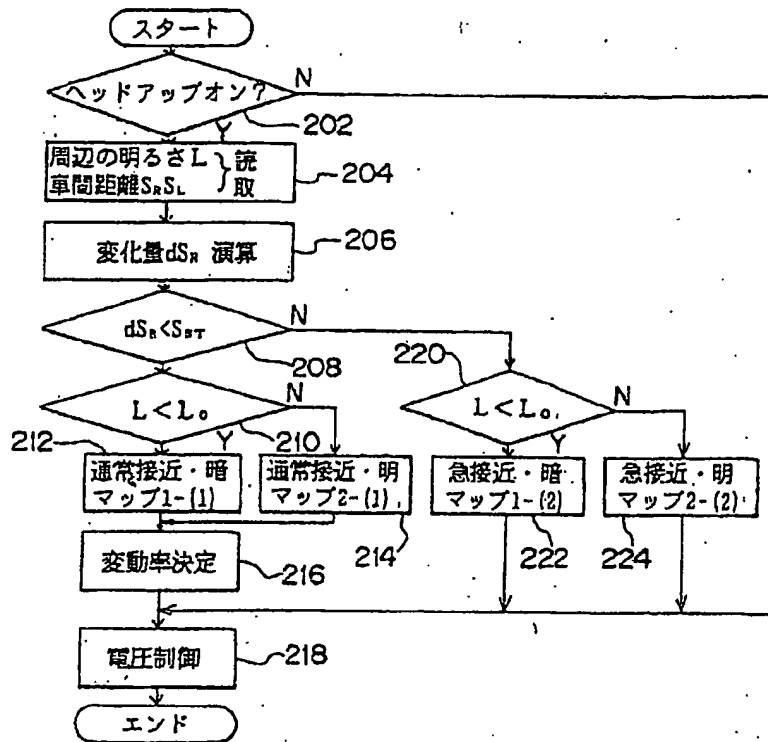 スタート
ヘッドアップオン?
N
Y
202
周辺の明るさL
車間距離SRSL
}読取
204
変化量dSR 演算
206
dSR<SST
N
208
L<L0
N
Y
210
220
L<L0
N
Y
212
通常接近・暗
マップ1-(1)
通常接近・明
マップ2-(1)
214
急接近・暗
マップ1-(2)
222
急接近・明
マップ2-(2)
224
変動率決定
216
電圧制御
218
エンド